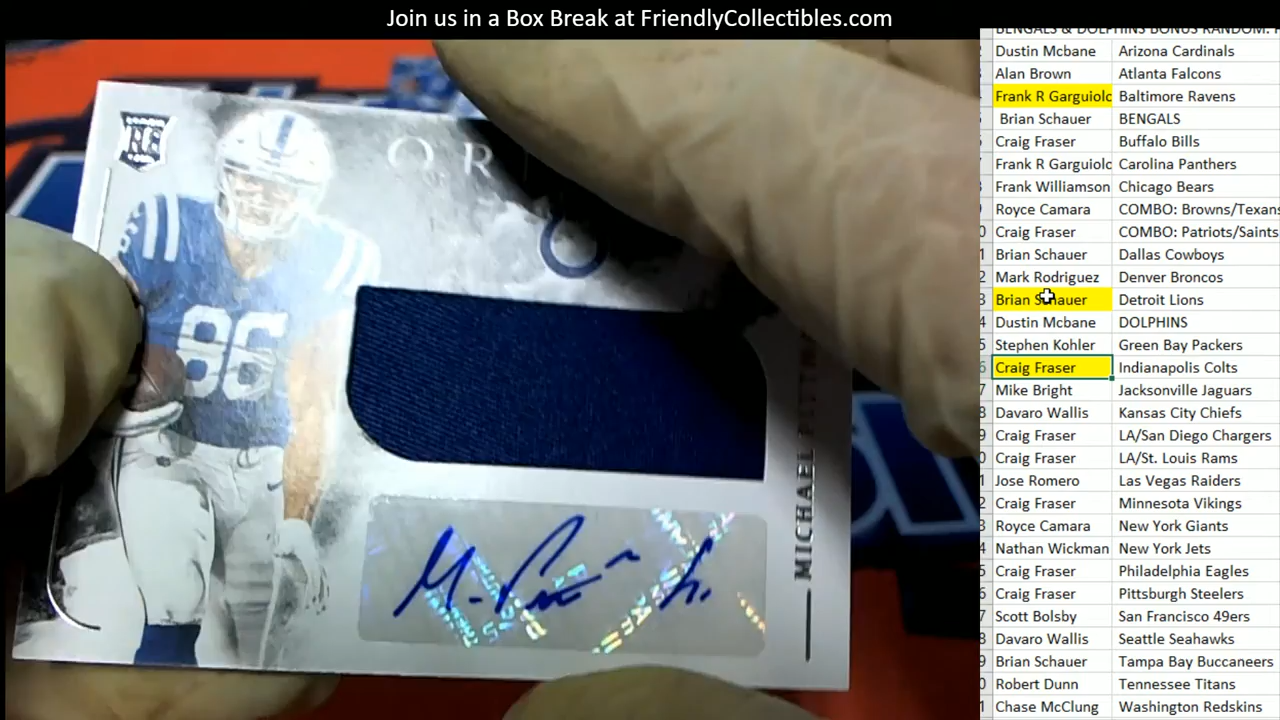 Join us in a Box Break at FriendlyCollectibles.com
BENGALS & DOLPHINS BONUS RANDOM:
Dustin Mcbane Arizona Cardinals
Alan Brown Atlanta Falcons
Frank R Garguiolo Baltimore Ravens
Brian Schauer BENGALS
Craig Fraser Buffalo Bills
Frank R Garguiolo Carolina Panthers
Frank Williamson Chicago Bears
Royce Camara COMBO: Browns/Texans
Craig Fraser COMBO: Patriots/Saints
Brian Schauer Dallas Cowboys
Mark Rodriguez Denver Broncos
Brian Schauer Detroit Lions
Dustin Mcbane DOLPHINS
Stephen Kohler Green Bay Packers
Craig Fraser Indianapolis Colts
Mike Bright Jacksonville Jaguars
Davaro Wallis Kansas City Chiefs
Craig Fraser LA/San Diego Chargers
Craig Fraser LA/St. Louis Rams
Jose Romero Las Vegas Raiders
Craig Fraser Minnesota Vikings
Royce Camara New York Giants
Nathan Wickman New York Jets
Craig Fraser Philadelphia Eagles
Craig Fraser Pittsburgh Steelers
Scott Bolsby San Francisco 49ers
Davaro Wallis Seattle Seahawks
Brian Schauer Tampa Bay Buccaneers
Robert Dunn Tennessee Titans
Chase McClung Washington Redskins
OR
86
MICHAEL